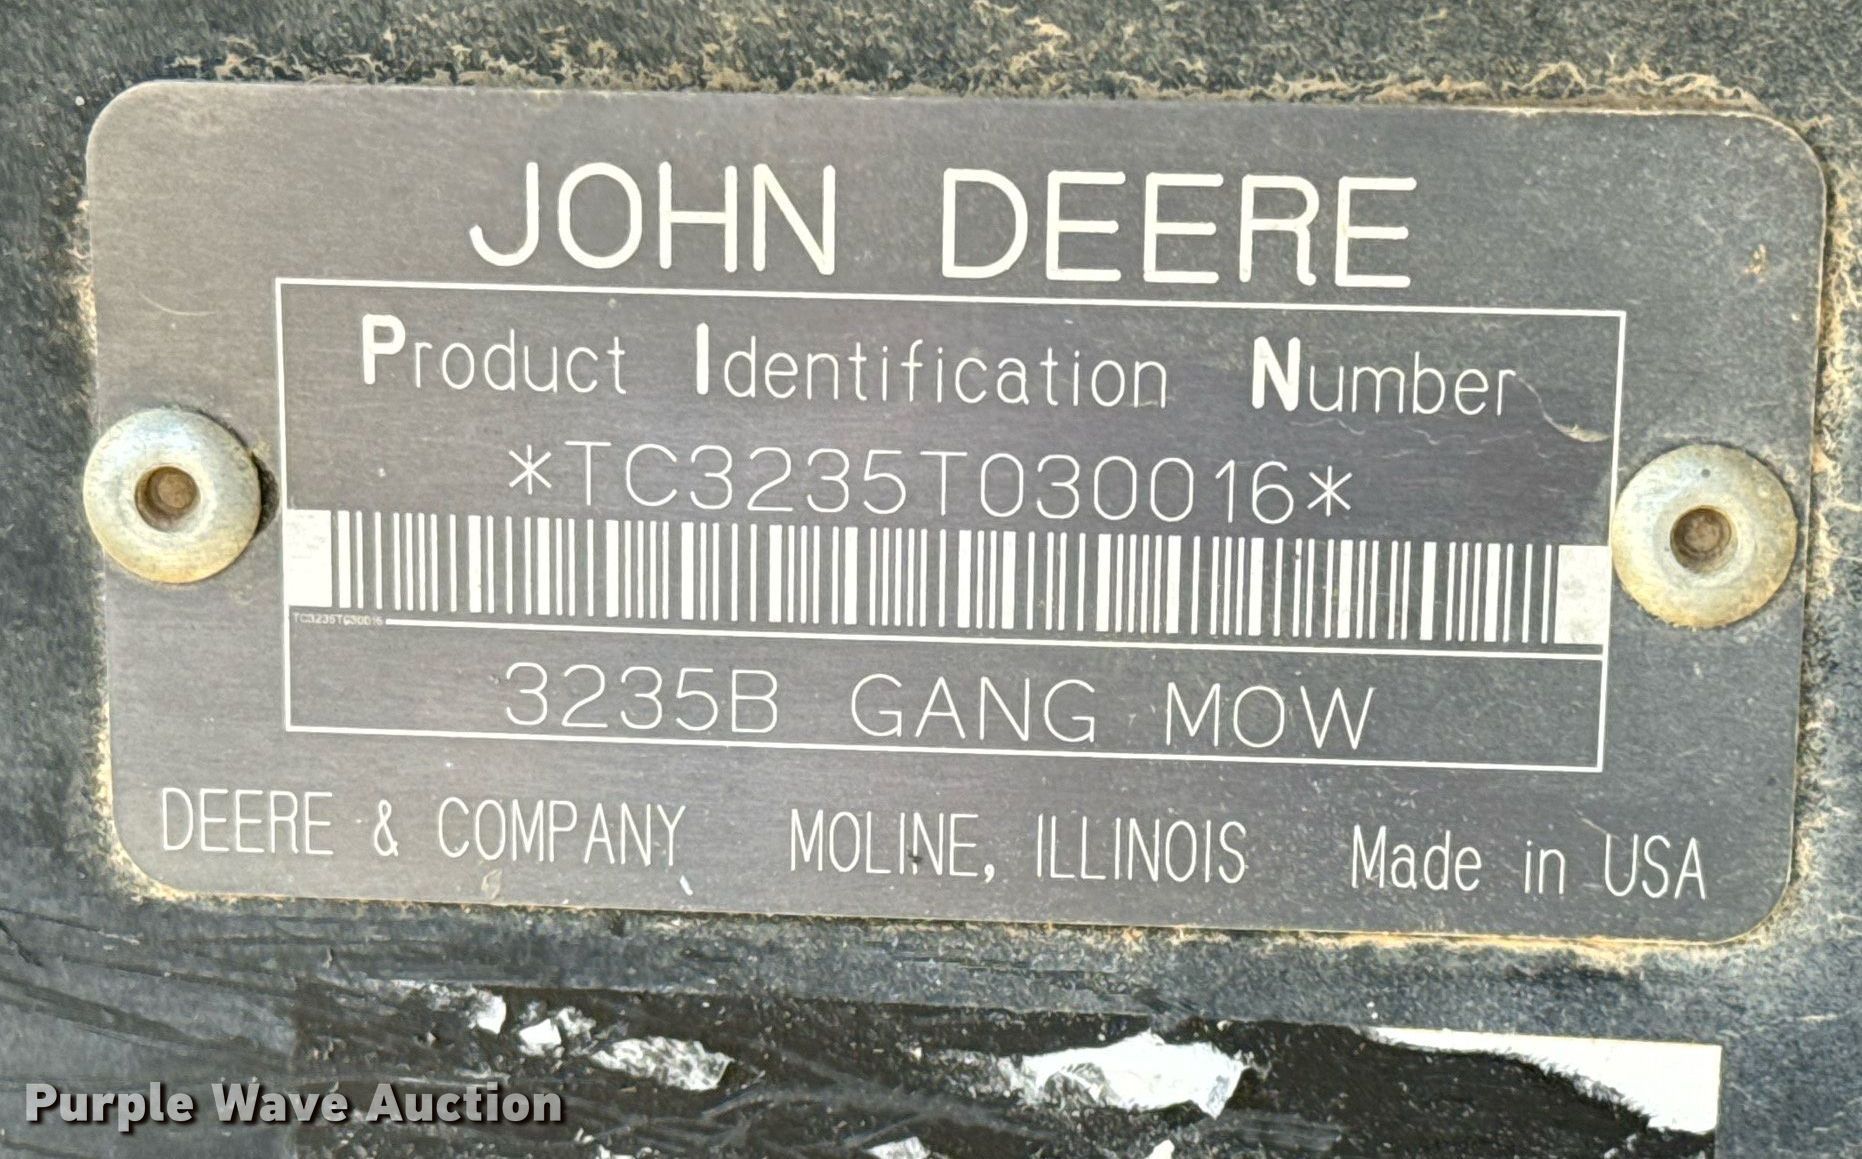 JOHN DEERE
Product Identification Number
*TC3235T030016*
TC3235T030016
3235B GANG MOW
DEERE & COMPANY MOLINE, ILLINOIS Made in USA
Purple Wave Auction